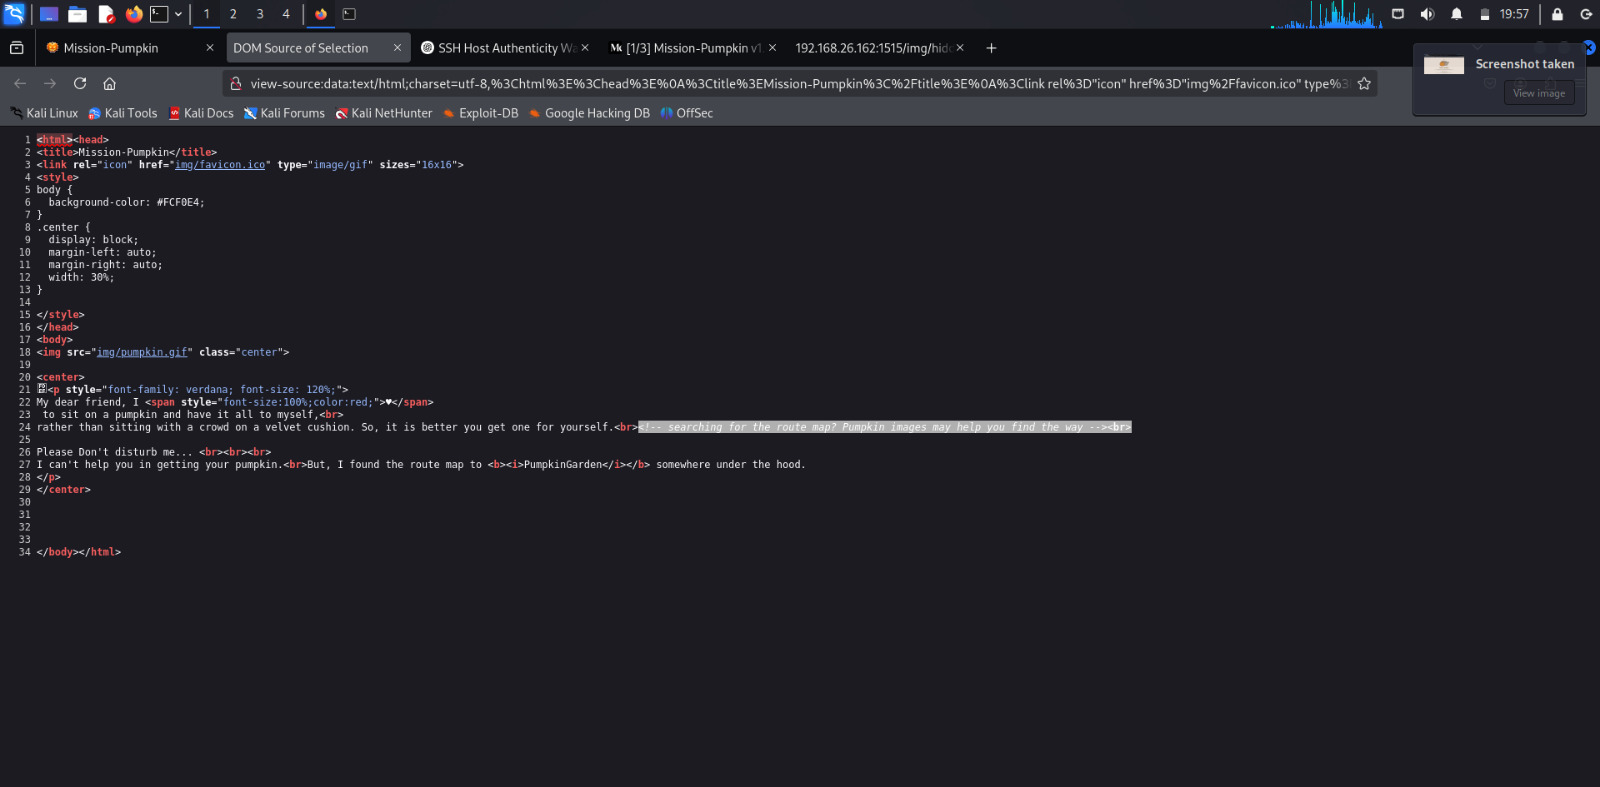 1 2 3 4 19:57
Mission-Pumpkin × DOM Source of Selection × SSH Host Authenticity Wa × [1/3] Mission-Pumpkin v1. × 192.168.26.162:1515/img/hidd × +
view-source:data:text/html;charset=utf-8,%3Chtml%3E%3Chead%3E%0A%3Ctitle%3EMission-Pumpkin%3C%2Ftitle%3E%0A%3Clink rel%3D"icon" href%3D"img%2Ffavicon.ico" type%3
Screenshot taken
View image
Kali Linux Kali Tools Kali Docs Kali Forums Kali NetHunter Exploit-DB Google Hacking DB OffSec
1 <html><head>
2 <title>Mission-Pumpkin</title>
3 <link rel="icon" href="img/favicon.ico" type="image/gif" sizes="16x16">
4 <style>
5 body {
6   background-color: #FCF0E4;
7 }
8 .center {
9   display: block;
10   margin-left: auto;
11   margin-right: auto;
12   width: 30%;
13 }
14
15 </style>
16 </head>
17 <body>
18 <img src="img/pumpkin.gif" class="center">
19
20 <center>
21 <p style="font-family: verdana; font-size: 120%;">
22 My dear friend, I <span style="font-size:100%;color:red;">♥</span>
23  to sit on a pumpkin and have it all to myself,<br>
24 rather than sitting with a crowd on a velvet cushion. So, it is better you get one for yourself.<br><!-- searching for the route map? Pumpkin images may help you find the way --><br>
25
26 Please Don't disturb me... <br><br><br>
27 I can't help you in getting your pumpkin.<br>But, I found the route map to <b><i>PumpkinGarden</i></b> somewhere under the hood.
28 </p>
29 </center>
30
31
32
33
34 </body></html>